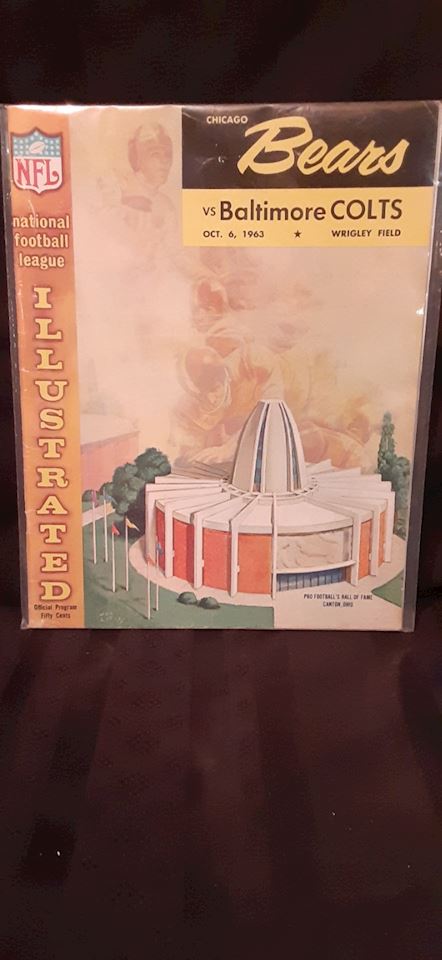 CHICAGO
Bears
VS Baltimore COLTS
OCT. 6, 1963 ★ WRIGLEY FIELD
NFL
national
football
league
ILLUSTRATED
Official Program
Fifty Cents
PRO FOOTBALL'S HALL OF FAME
CANTON, OHIO